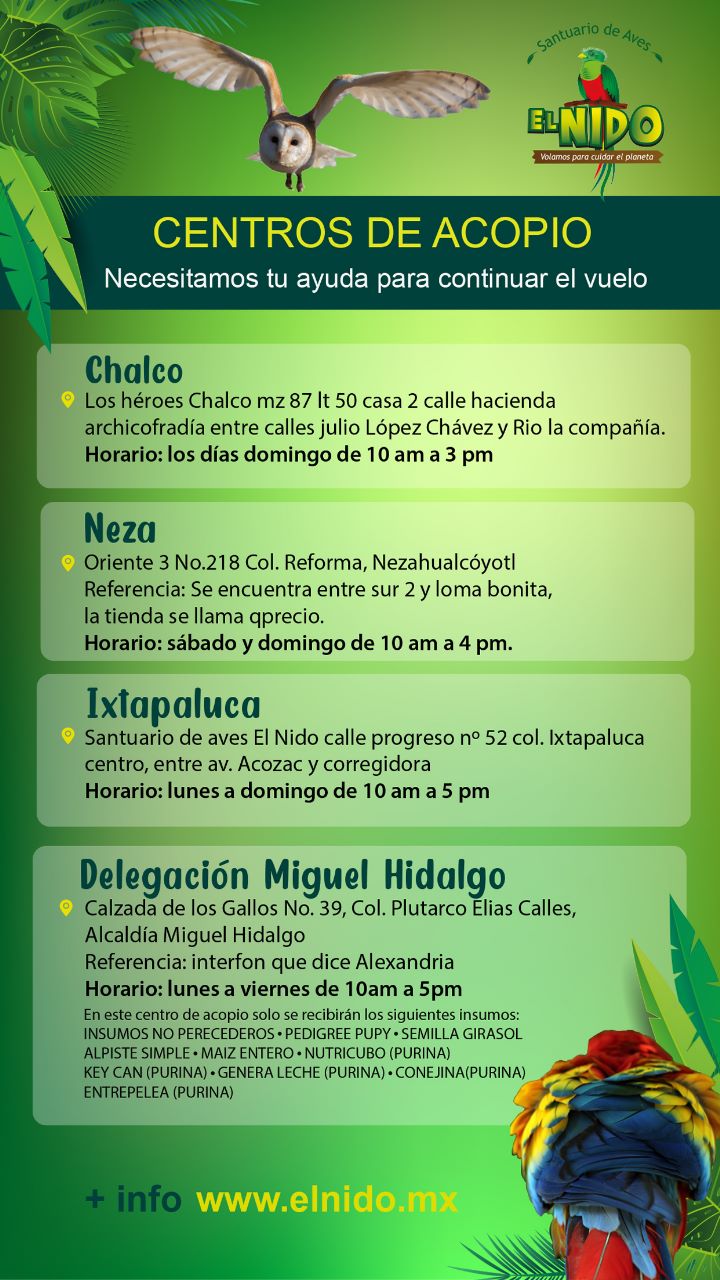 Santuario de Aves
EL NIDO
Volamos para cuidar el planeta
CENTROS DE ACOPIO
Necesitamos tu ayuda para continuar el vuelo
Chalco
Los héroes Chalco mz 87 lt 50 casa 2 calle hacienda
archicofradía entre calles julio López Chávez y Rio la compañía.
Horario: los días domingo de 10 am a 3 pm
Neza
Oriente 3 No.218 Col. Reforma, Nezahualcóyotl
Referencia: Se encuentra entre sur 2 y loma bonita,
la tienda se llama qprecio.
Horario: sábado y domingo de 10 am a 4 pm.
Ixtapaluca
Santuario de aves El Nido calle progreso nº 52 col. Ixtapaluca
centro, entre av. Acozac y corregidora
Horario: lunes a domingo de 10 am a 5 pm
Delegación Miguel Hidalgo
Calzada de los Gallos No. 39, Col. Plutarco Elias Calles,
Alcaldía Miguel Hidalgo
Referencia: interfon que dice Alexandria
Horario: lunes a viernes de 10am a 5pm
En este centro de acopio solo se recibirán los siguientes insumos:
INSUMOS NO PERECEDEROS • PEDIGREE PUPY • SEMILLA GIRASOL
ALPISTE SIMPLE • MAIZ ENTERO • NUTRICUBO (PURINA)
KEY CAN (PURINA) • GENERA LECHE (PURINA) • CONEJINA(PURINA)
ENTREPELEA (PURINA)
+ info www.elnido.mx